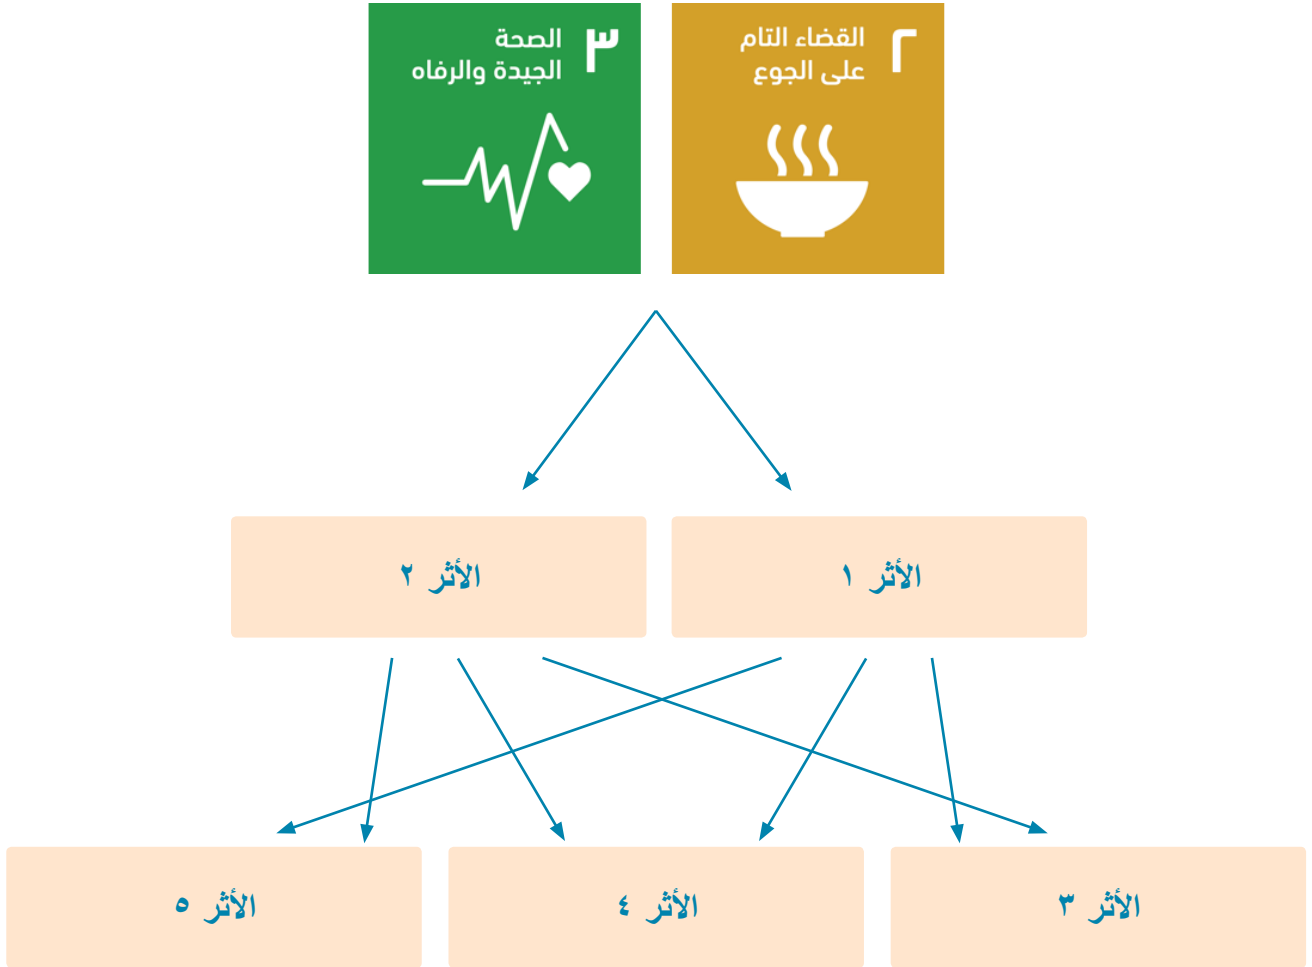 ٢
القضاء التام
على الجوع
٣
الصحة
الجيدة والرفاه
الأثر ١
الأثر ٢
الأثر ٣
الأثر ٤
الأثر ٥